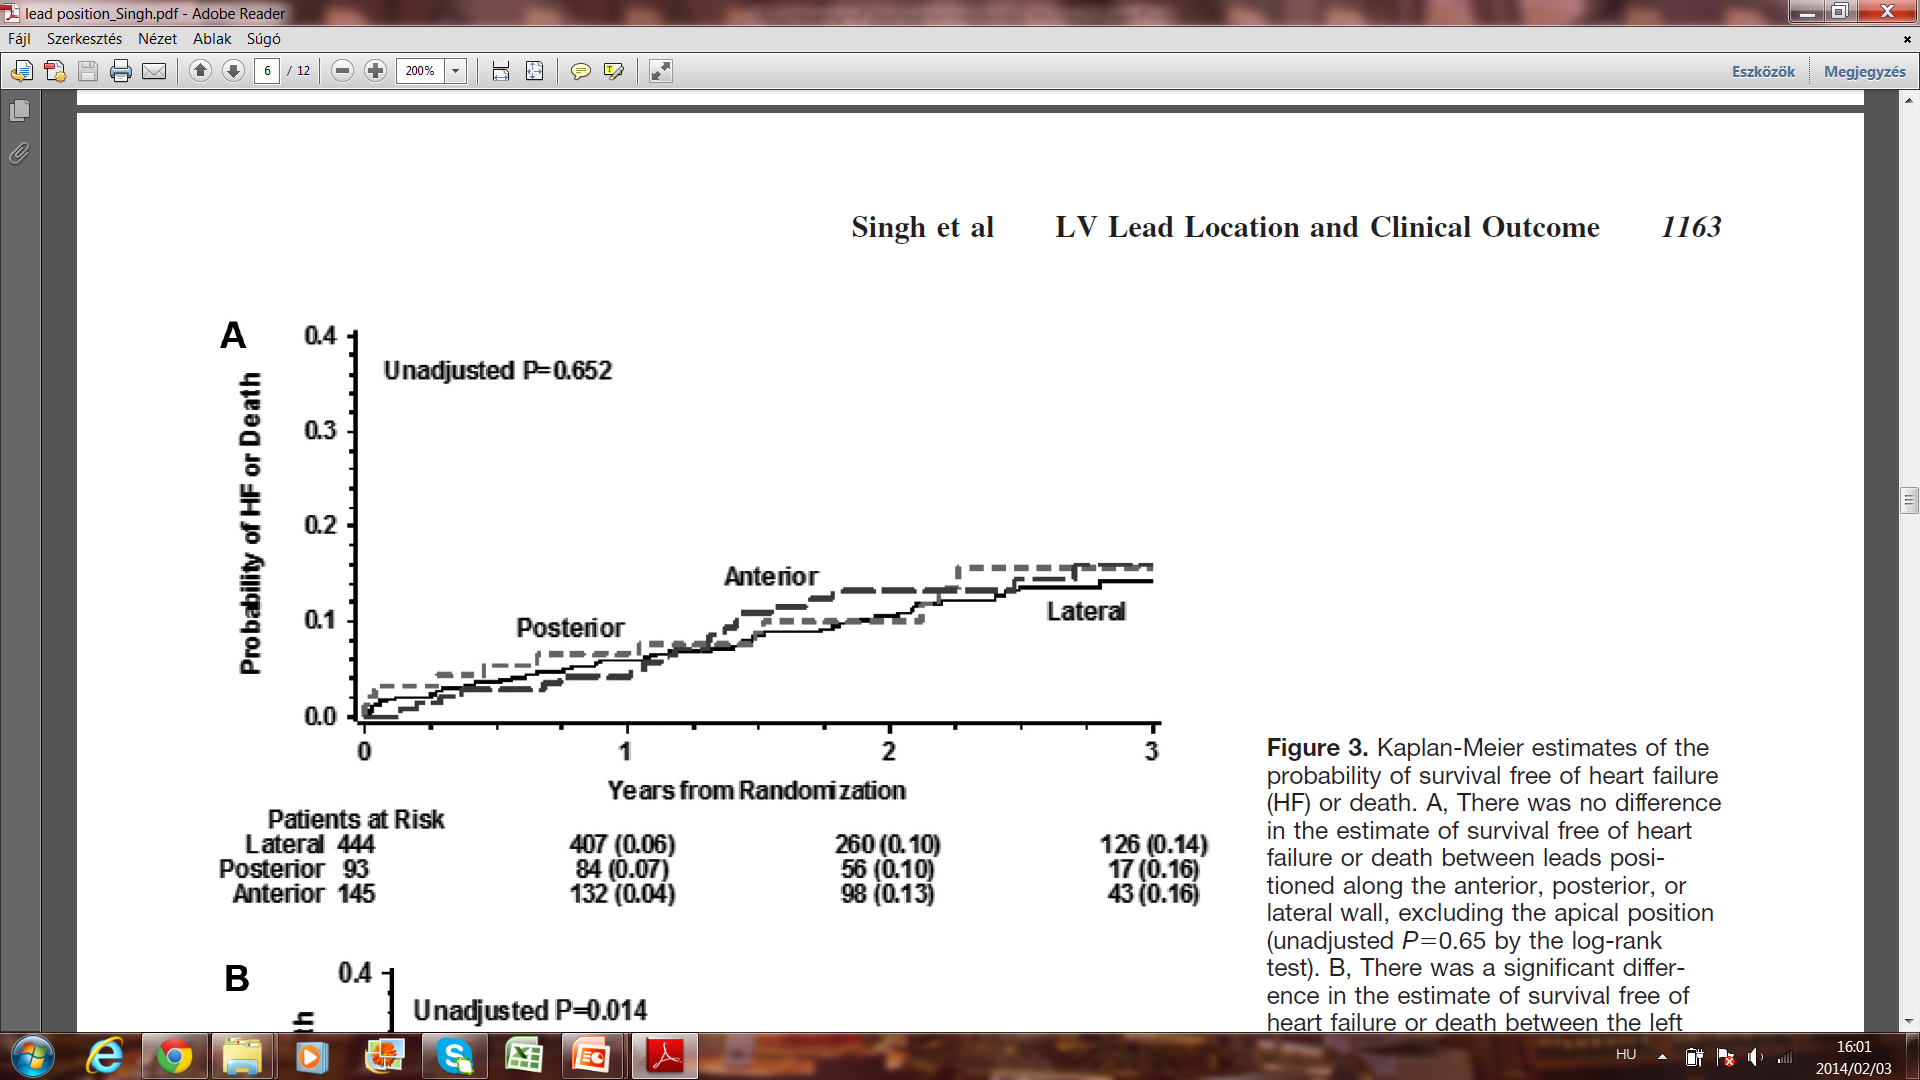 lead position_Singh.pdf - Adobe Reader
Fájl Szerkesztés Nézet Ablak Súgó
6 / 12 200% Eszközök Megjegyzés
Singh et al LV Lead Location and Clinical Outcome 1163
A
0.4
Unadjusted P=0.652
0.3
0.2
0.1
0.0
Probability of HF or Death
Anterior
Posterior
Lateral
0 1 2 3
Years from Randomization
Patients at Risk
Lateral 444 407 (0.06) 260 (0.10) 126 (0.14)
Posterior 93 84 (0.07) 56 (0.10) 17 (0.16)
Anterior 145 132 (0.04) 98 (0.13) 43 (0.16)
Figure 3. Kaplan-Meier estimates of the
probability of survival free of heart failure
(HF) or death. A, There was no difference
in the estimate of survival free of heart
failure or death between leads posi-
tioned along the anterior, posterior, or
lateral wall, excluding the apical position
(unadjusted P=0.65 by the log-rank
test). B, There was a significant differ-
ence in the estimate of survival free of
heart failure or death between the left
B
0.4
Unadjusted P=0.014
th
HU
16:01
2014/02/03